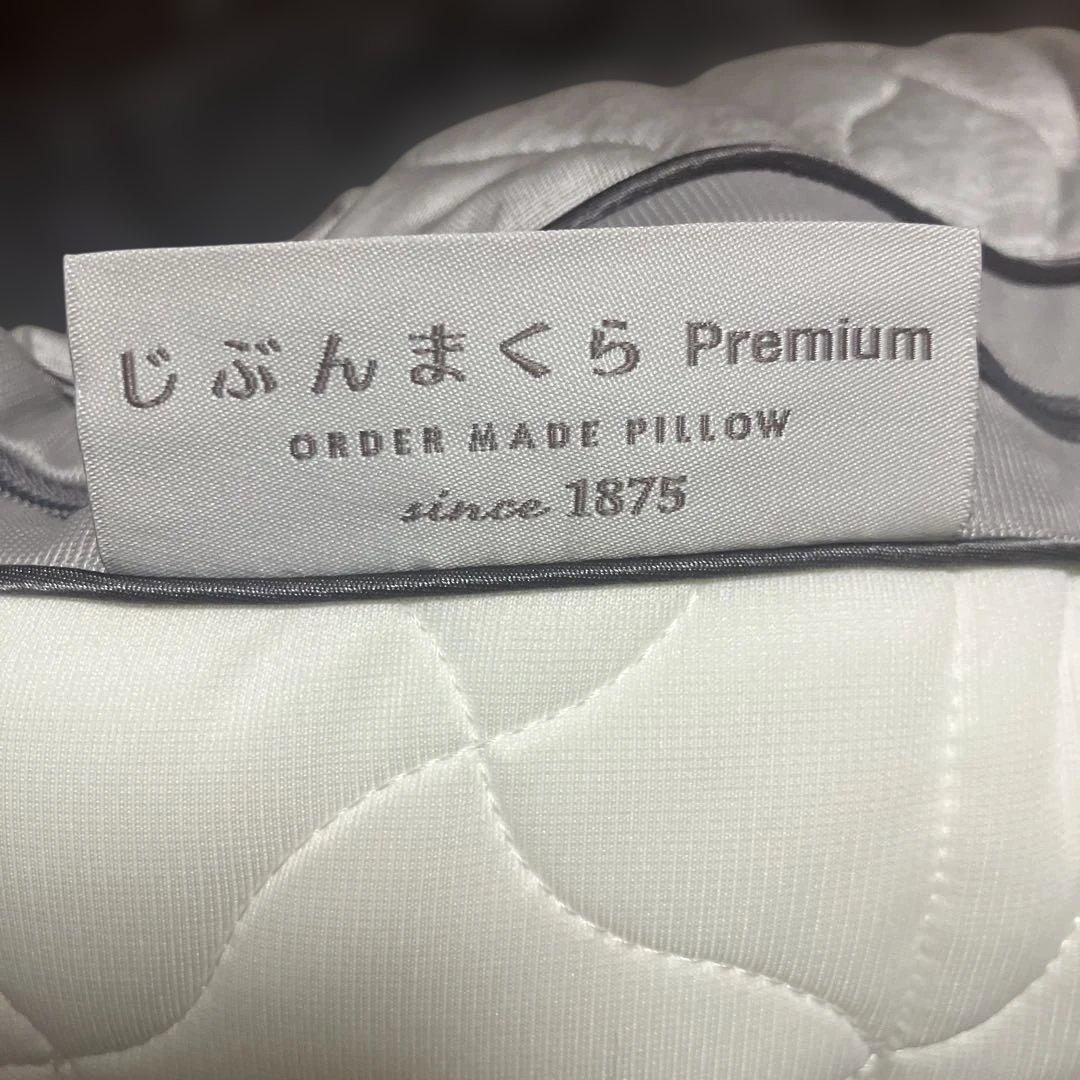 じぶんまくら Premium
ORDER MADE PILLOW
since 1875